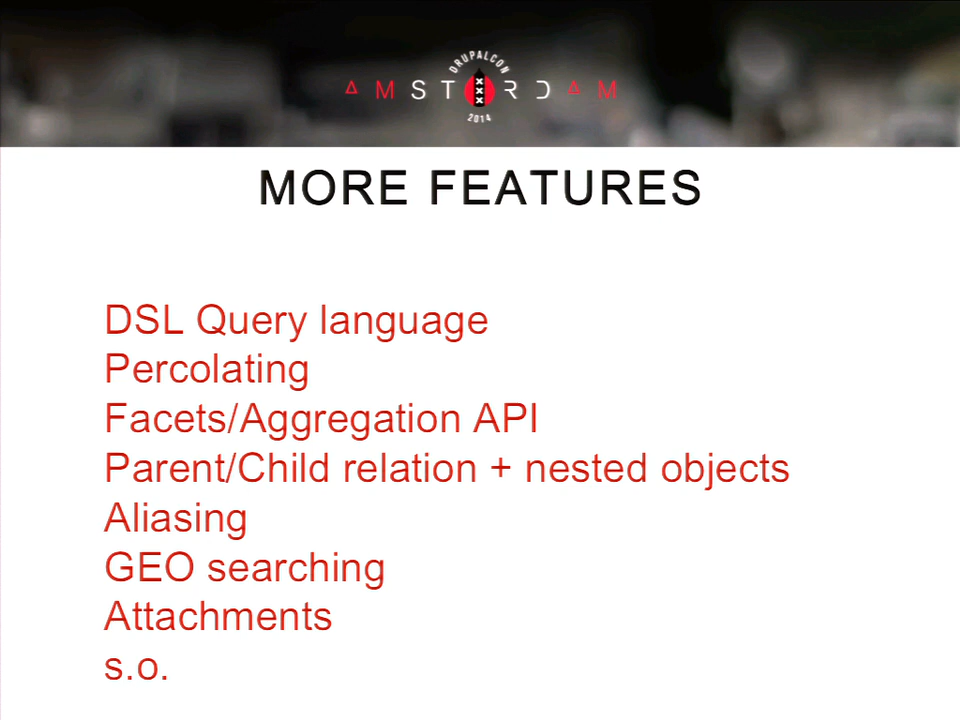 DRUPALCON
AMSTERDAM
2014
MORE FEATURES
DSL Query language
Percolating
Facets/Aggregation API
Parent/Child relation + nested objects
Aliasing
GEO searching
Attachments
s.o.